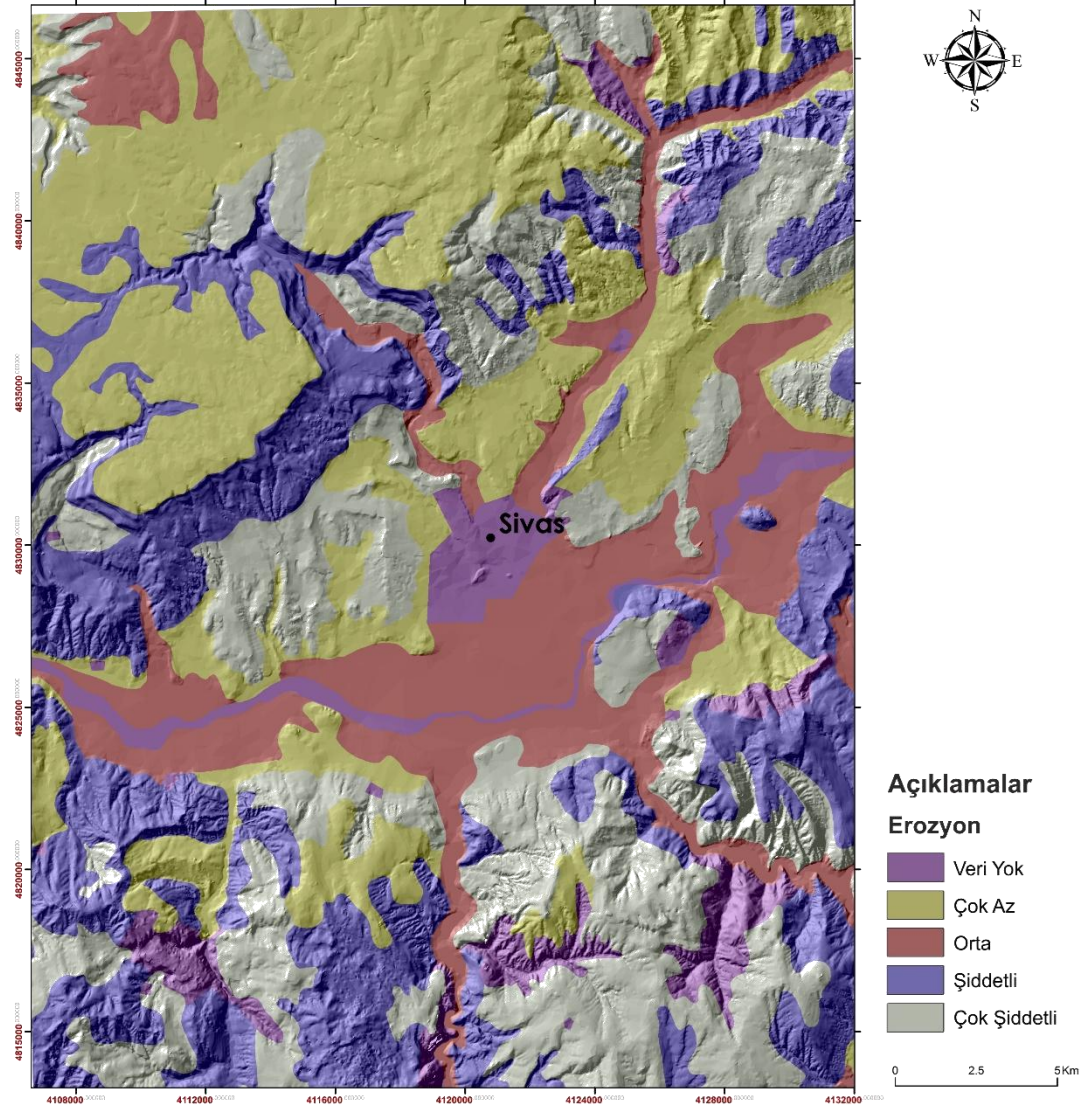 N
W E
S
4845000
4840000
4835000
4830000
4825000
4820000
4815000
Sivas
Açıklamalar
Erozyon
Veri Yok
Çok Az
Orta
Şiddetli
Çok Şiddetli
0 2.5 5 Km
4108000 4112000 4116000 4120000 4124000 4128000 4132000